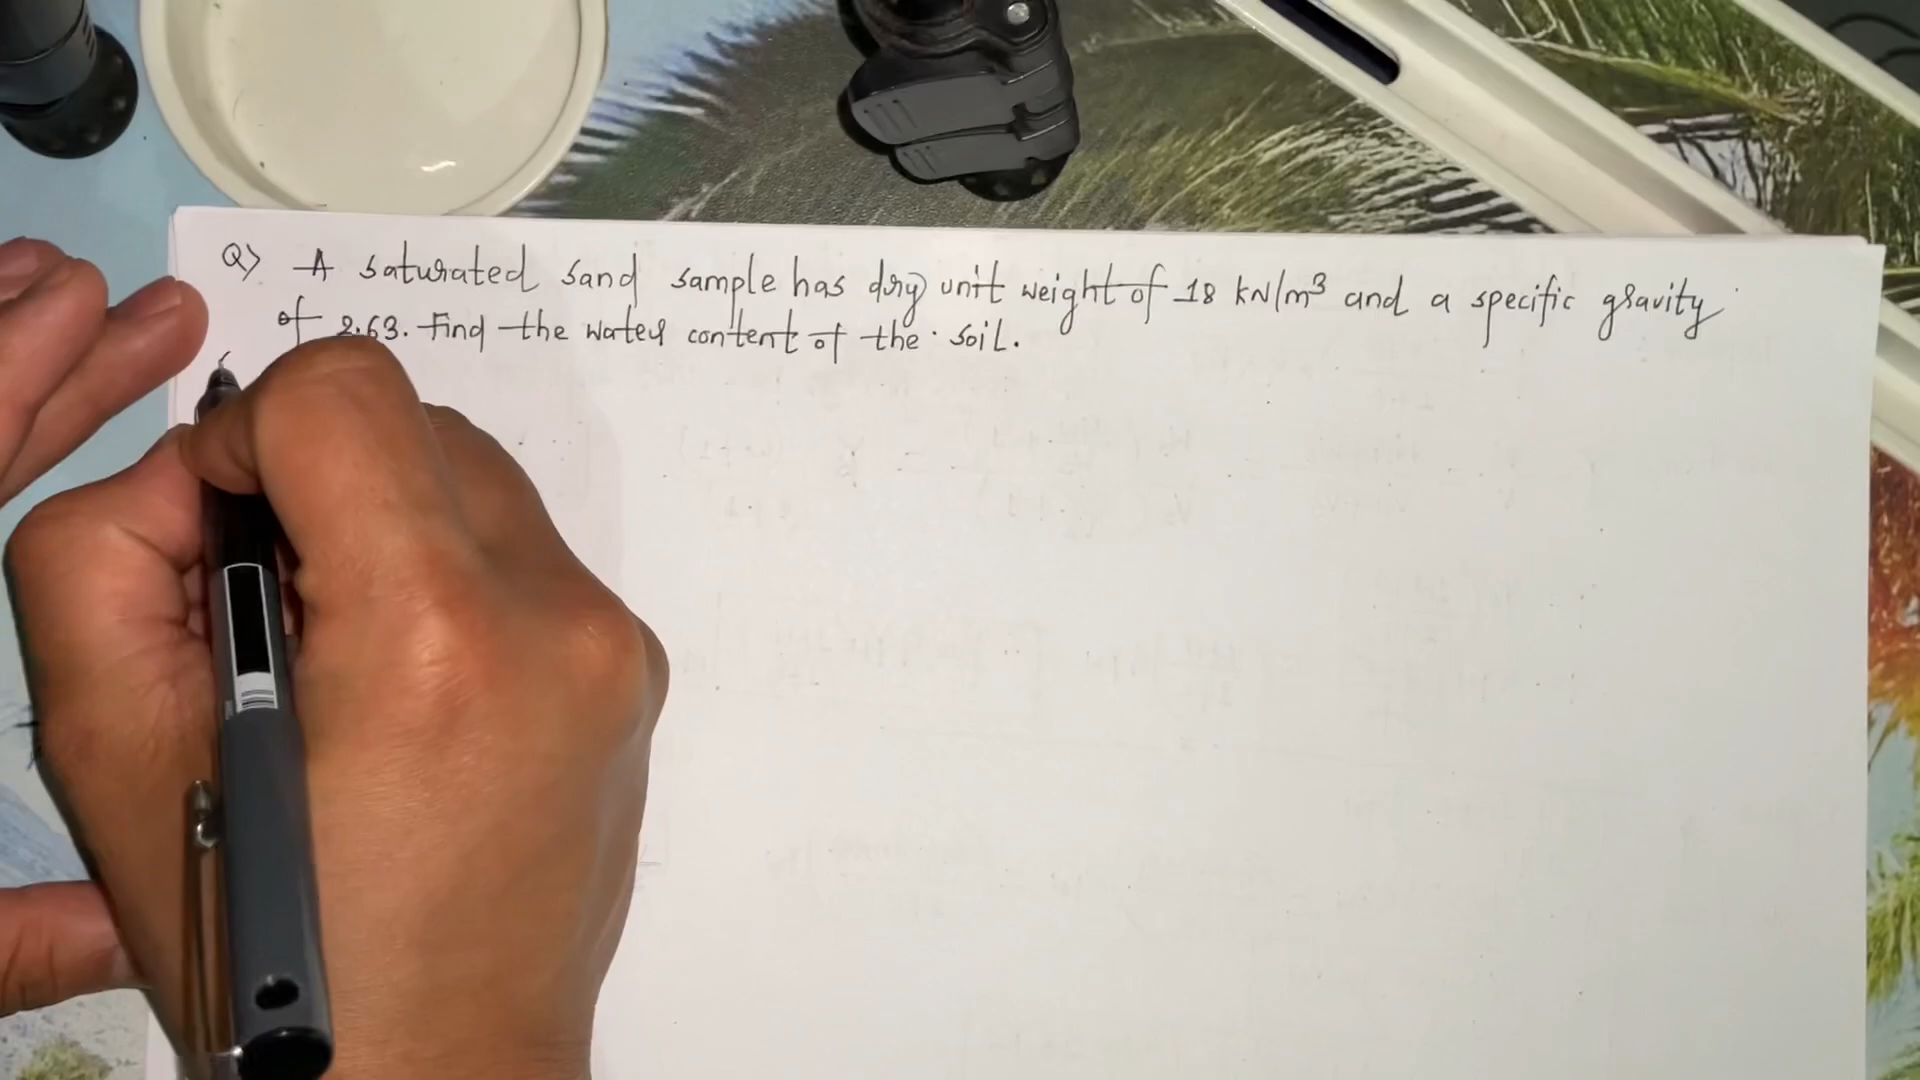 Q) A saturated sand sample has dry unit weight of 18 kN/m³ and a specific gravity
of 2.63. Find the water content of the soil.